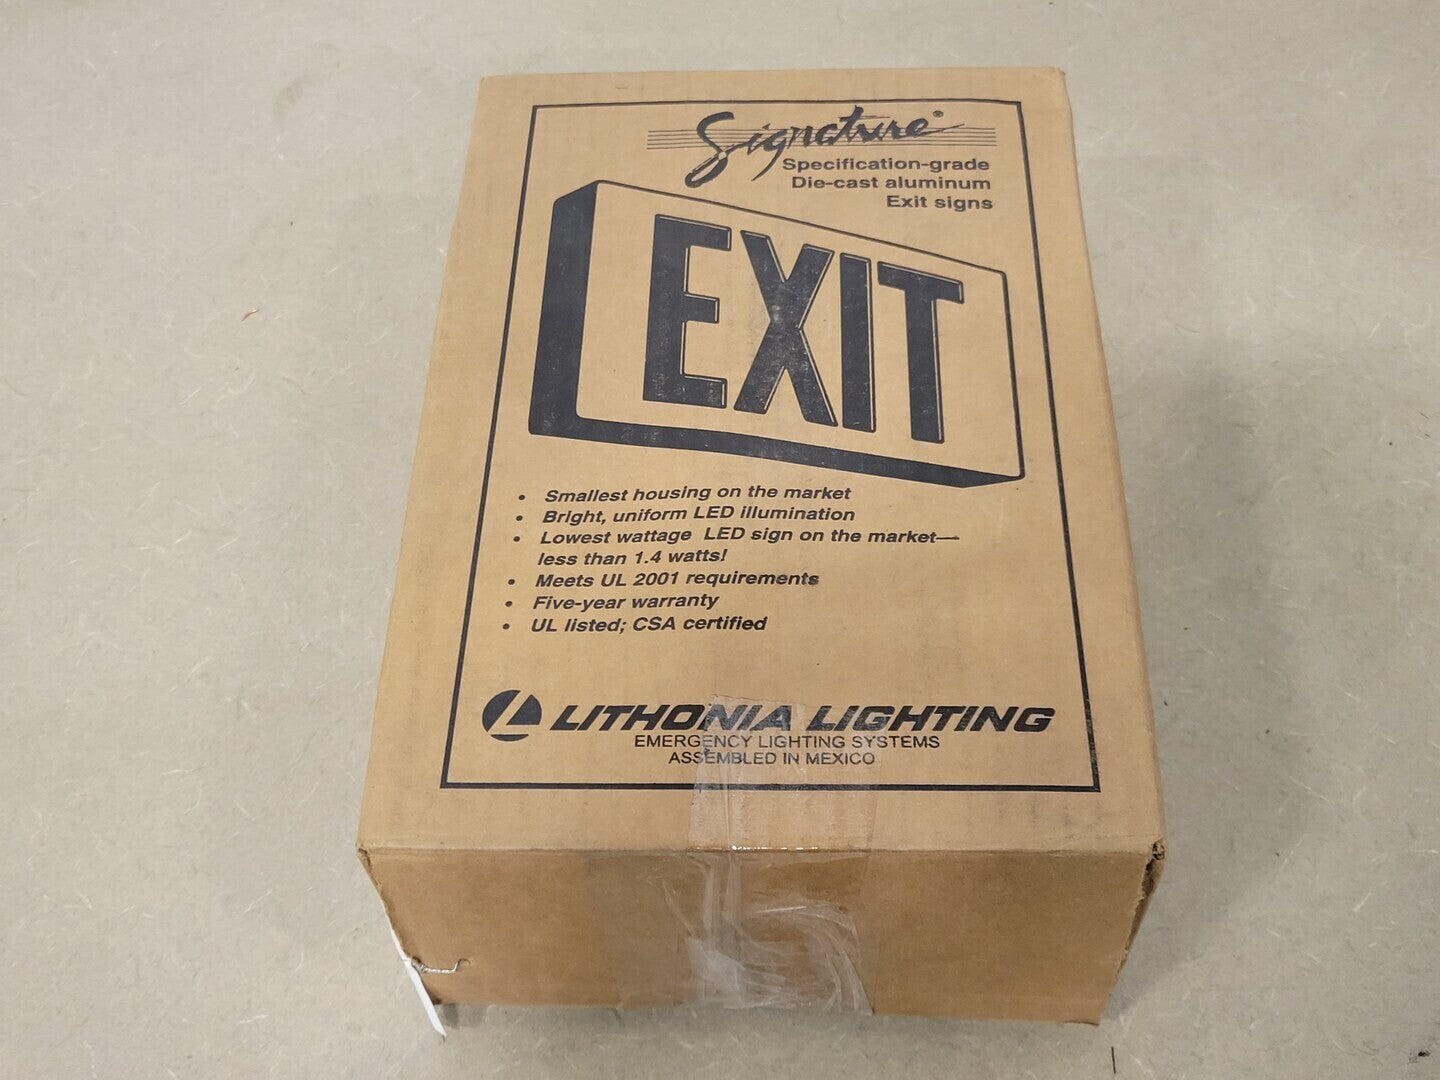 Signature®
Specification-grade
Die-cast aluminum
Exit signs
EXIT
• Smallest housing on the market
• Bright, uniform LED illumination
• Lowest wattage LED sign on the market—
less than 1.4 watts!
• Meets UL 2001 requirements
• Five-year warranty
• UL listed; CSA certified
LITHONIA LIGHTING
EMERGENCY LIGHTING SYSTEMS
ASSEMBLED IN MEXICO